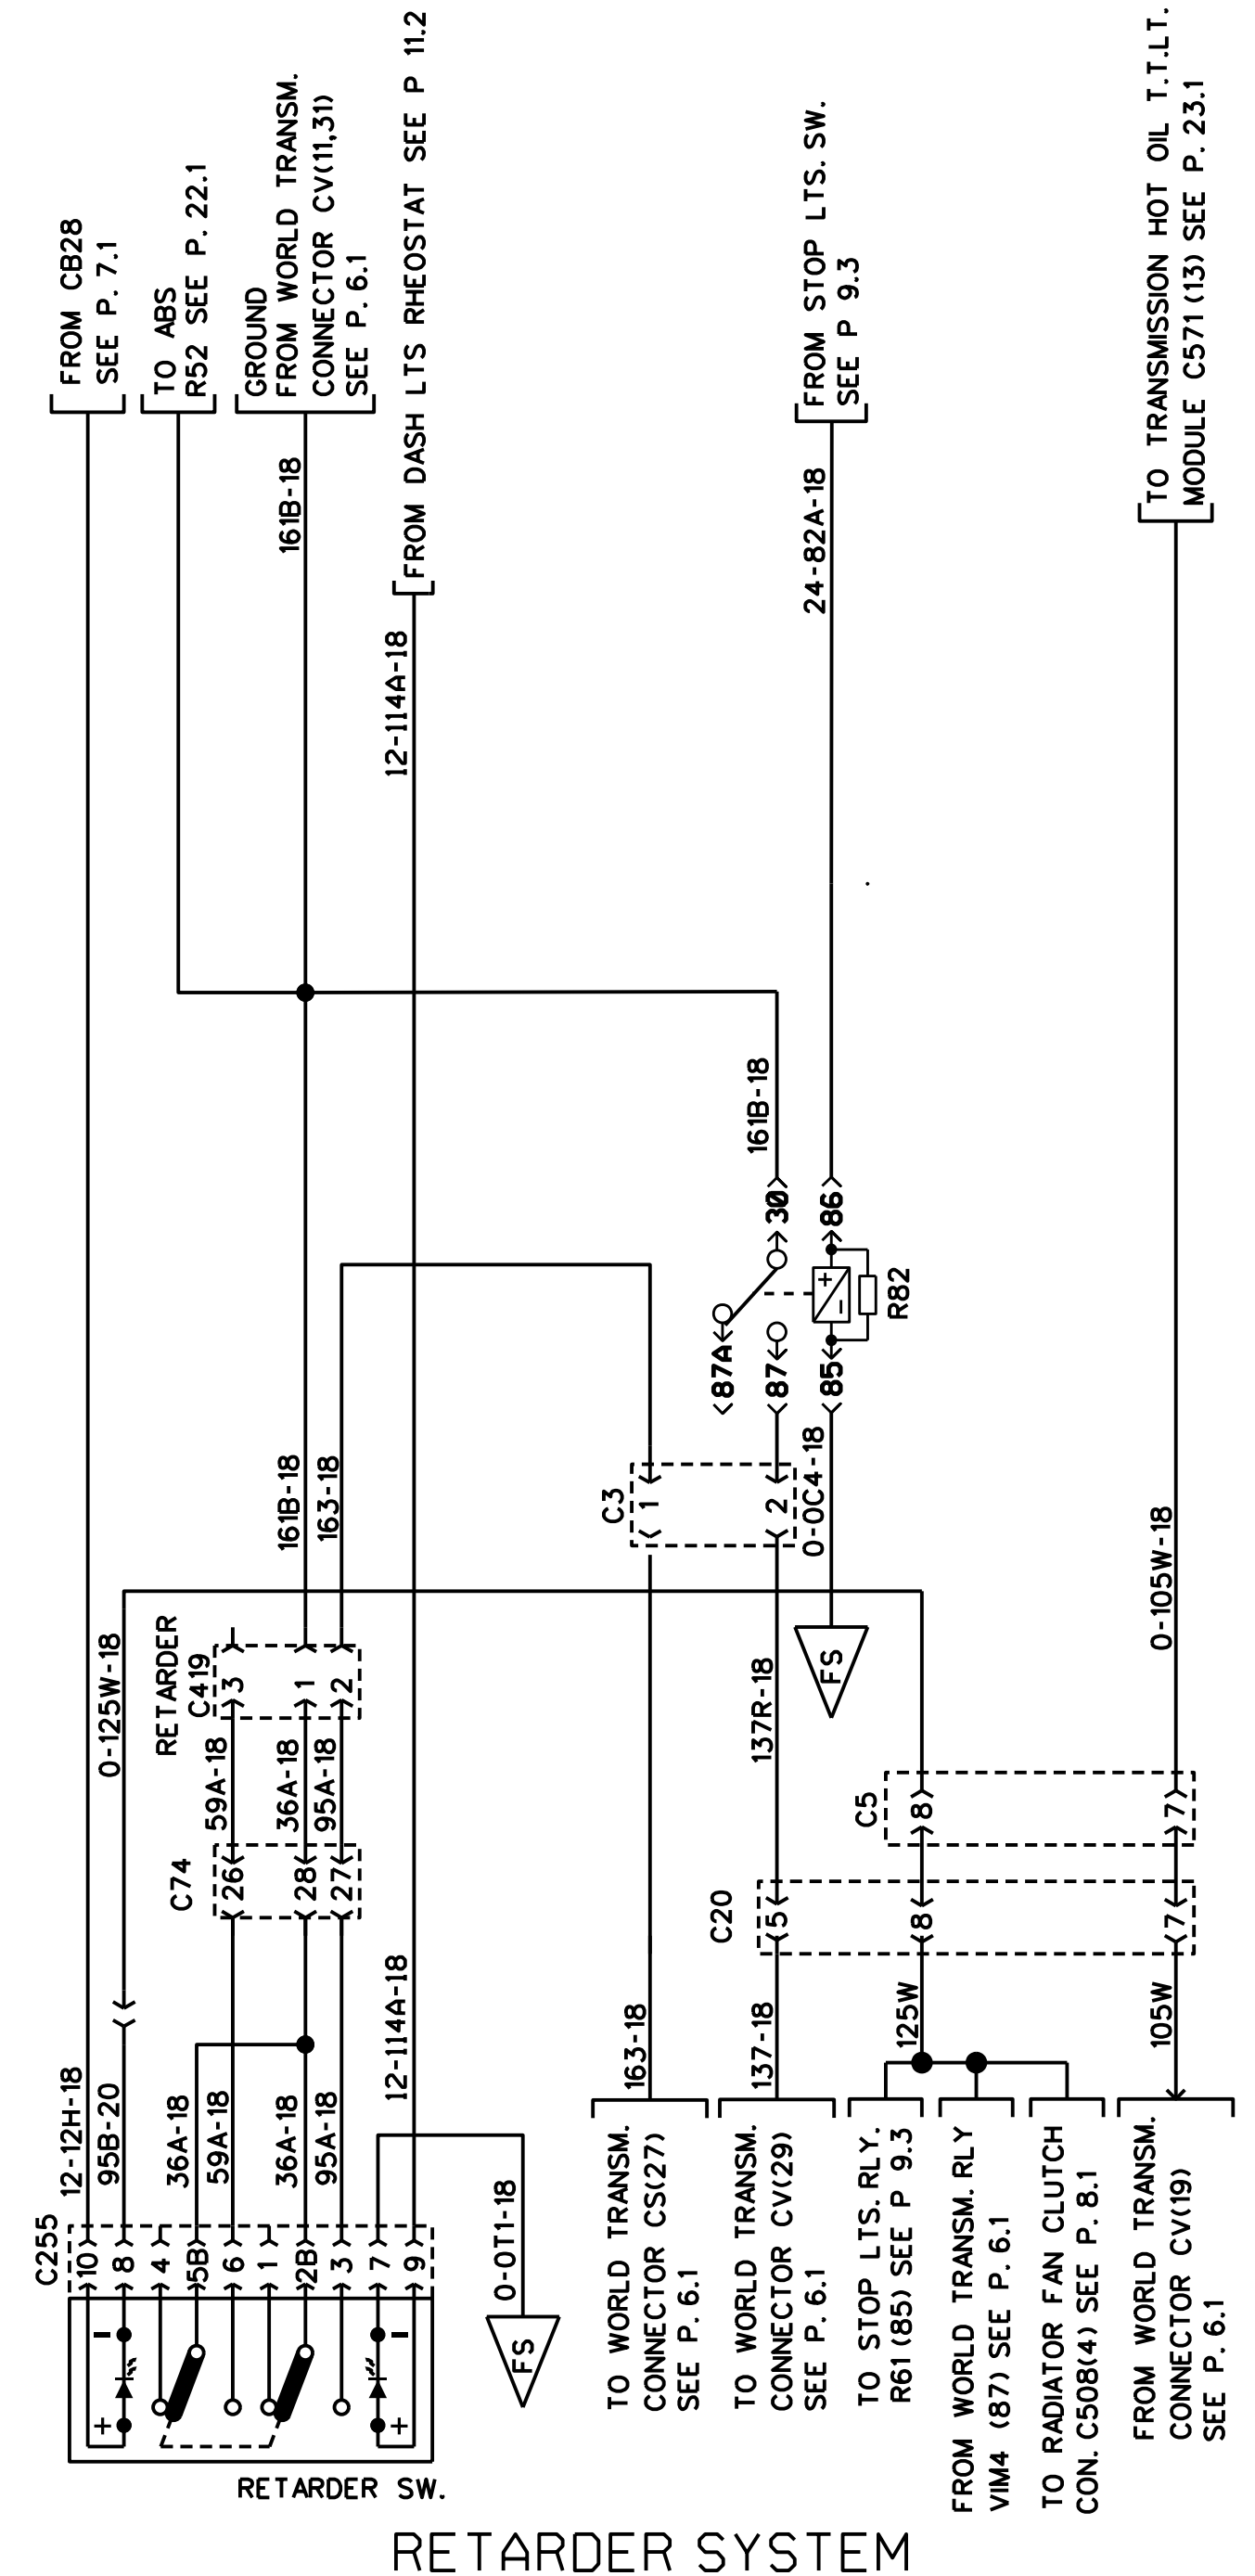 RETARDER SYSTEM
RETARDER SW.
C255
10
8
4
5B
6
1
2B
3
7
9
+
-
+
-
12-12H-18
95B-20
36A-18
59A-18
36A-18
95A-18
12-114A-18
0-0T1-18
FS
C74
26
28
27
59A-18
36A-18
95A-18
RETARDER
C419
3
1
2
0-125W-18
161B-18
163-18
12-114A-18
161B-18
FROM CB28
SEE P. 7.1
TO ABS
R52 SEE P. 22.1
GROUND
FROM WORLD TRANSM.
CONNECTOR CV(11,31)
SEE P. 6.1
FROM DASH LTS RHEOSTAT SEE P 11.2
TO WORLD TRANSM.
CONNECTOR CS(27)
SEE P. 6.1
163-18
TO WORLD TRANSM.
CONNECTOR CV(29)
SEE P. 6.1
137-18
C3
1
2
137R-18
0-0C4-18
FS
87A
87
85
30
86
+
-
R82
161B-18
24-82A-18
FROM STOP LTS. SW.
SEE P 9.3
TO STOP LTS. RLY.
R61 (85) SEE P 9.3
FROM WORLD TRANSM. RLY
VIM4 (87) SEE P. 6.1
TO RADIATOR FAN CLUTCH
CON. C508(4) SEE P. 8.1
125W
C20
5
8
7
C5
8
7
FROM WORLD TRANSM.
CONNECTOR CV(19)
SEE P. 6.1
105W
0-105W-18
TO TRANSMISSION HOT OIL T.T.LT.
MODULE C571 (13) SEE P. 23.1